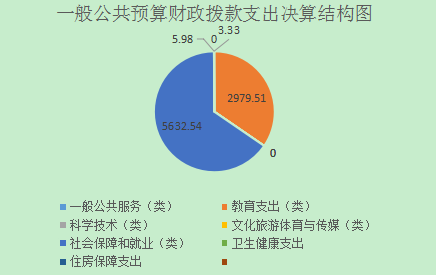 一般公共预算财政拨款支出决算结构图
5.98 0 3.33
2979.51
5632.54
0
一般公共服务（类） 教育支出（类）
科学技术（类） 文化旅游体育与传媒（类）
社会保障和就业（类） 卫生健康支出
住房保障支出